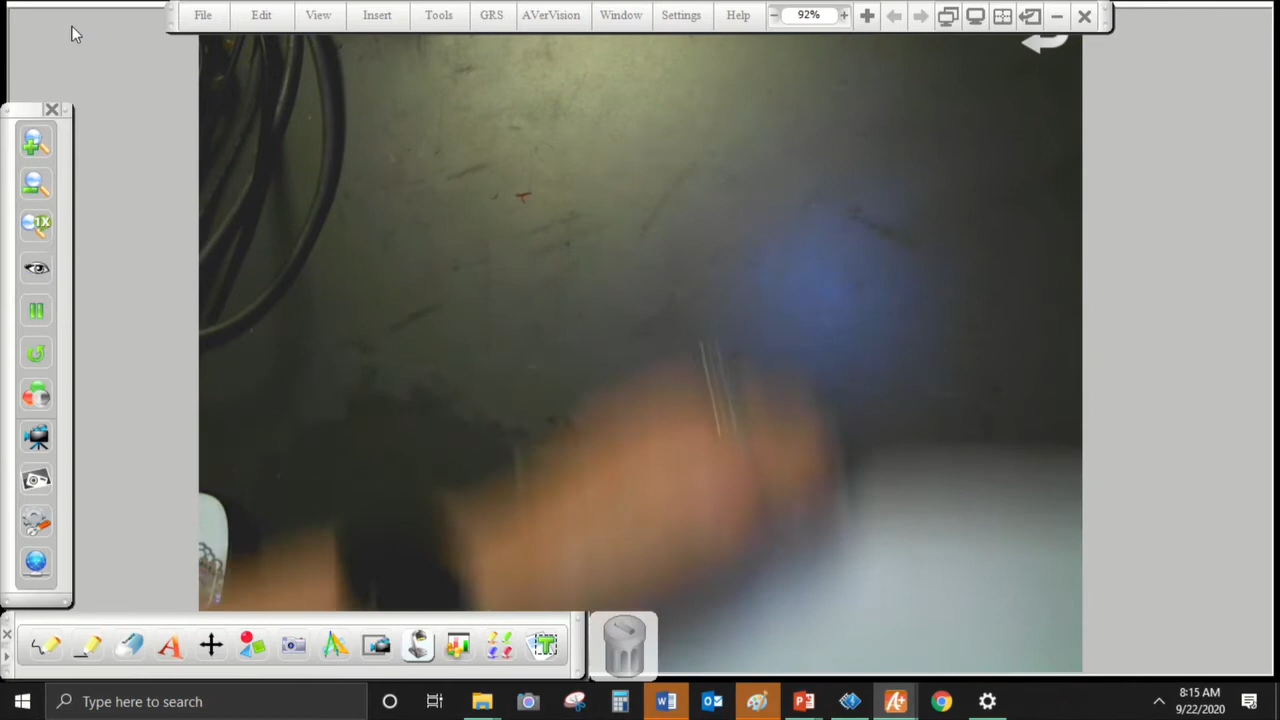 File Edit View Insert Tools GRS AVerVision Window Settings Help 92%
1X
A
T
Type here to search
8:15 AM
9/22/2020